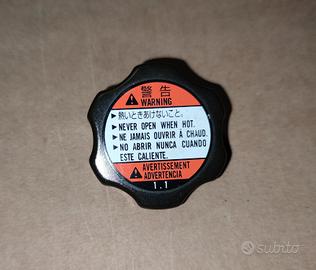 警告
WARNING
▶熱いときあけないこと。
▶NEVER OPEN WHEN HOT.
▶NE JAMAIS OUVRIR À CHAUD.
▶NO ABRIR NUNCA CUANDO
ESTE CALIENTE.
AVERTISSEMENT
ADVERTENCIA
1.1
subito